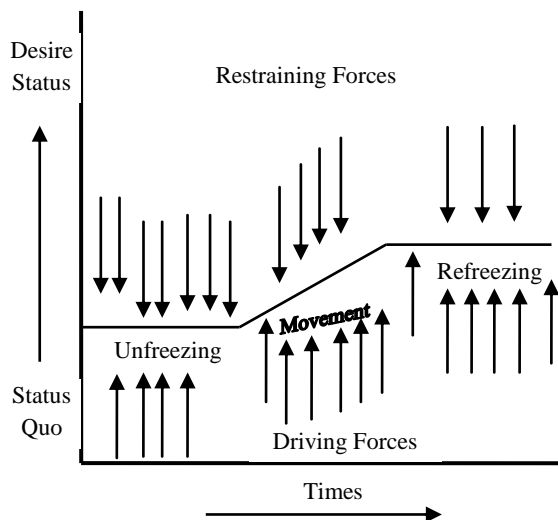 Desire
Status
Restraining Forces
Refreezing
Movement
Unfreezing
Status
Quo
Driving Forces
Times